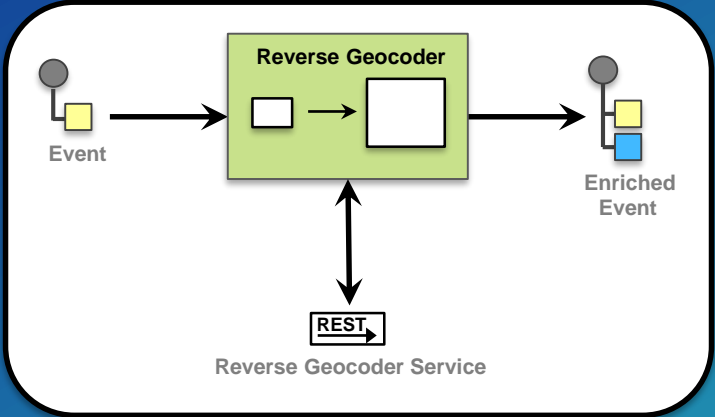 Reverse Geocoder
Event
Enriched
Event
REST
Reverse Geocoder Service